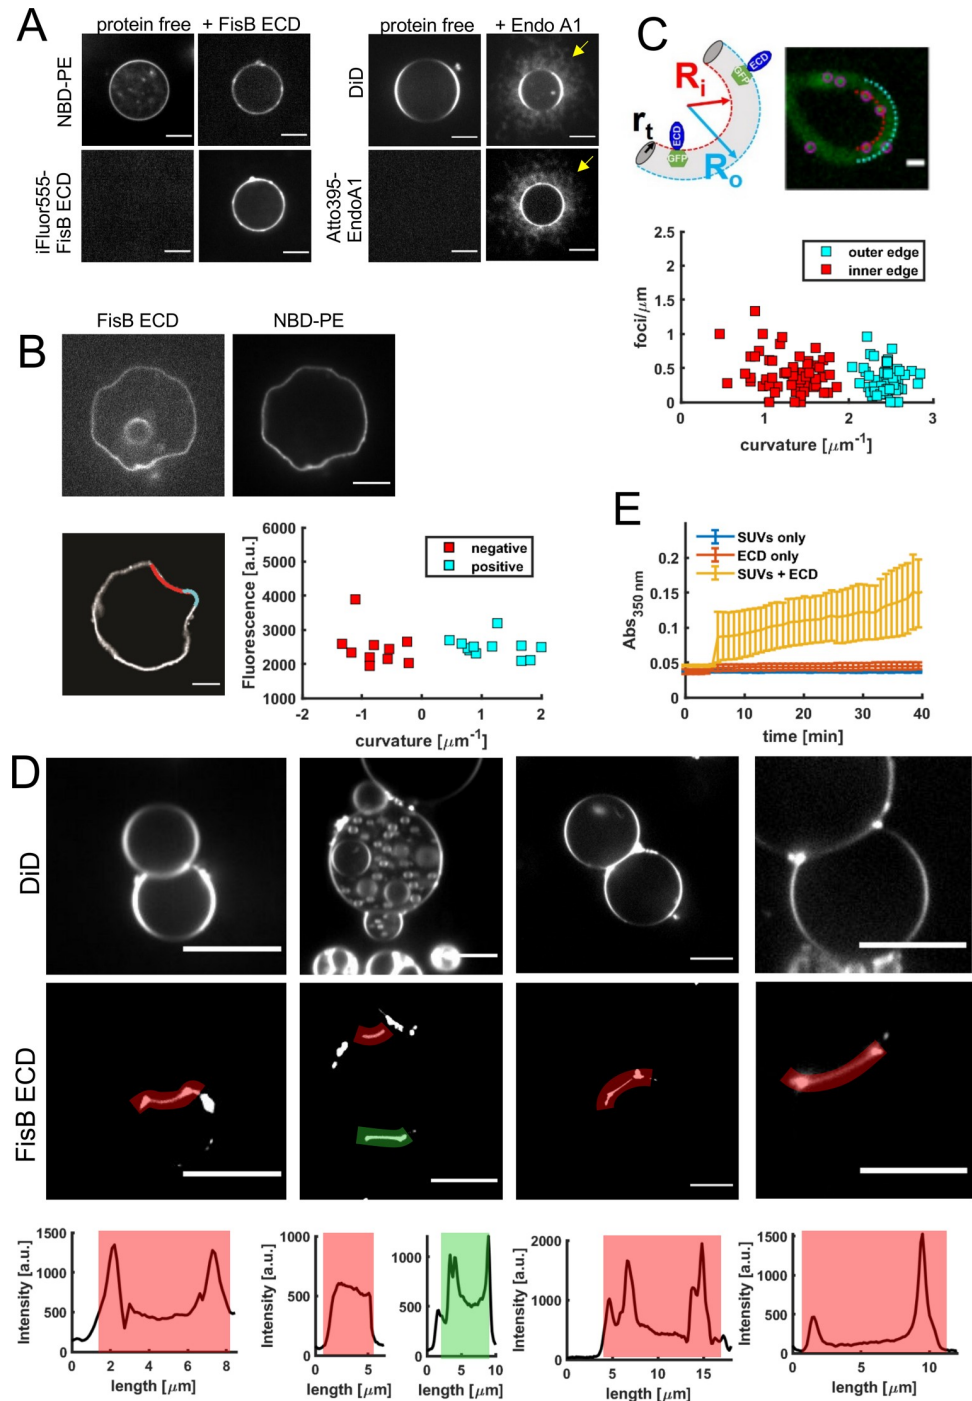 A
protein free + FisB ECD
NBD-PE
iFluor555-
FisB ECD
protein free + Endo A1
DiD
Atto395-
EndoA1
C
ECD
GFP
Ri
rt
ECD
GFP
Ro
2.5
2
1.5
1
0.5
0
foci/μm
outer edge
inner edge
0 1 2 3
curvature [μm-1]
B
FisB ECD NBD-PE
6000
5000
4000
3000
2000
1000
Fluorescence [a.u.]
negative
positive
-2 -1 0 1 2
curvature [μm-1]
E
0.2
0.15
0.1
0.05
0
Abs350 nm
SUVs only
ECD only
SUVs + ECD
0 10 20 30 40
time [min]
D
DiD
FisB ECD
1500
1000
500
0
Intensity [a.u.]
0 2 4 6 8
length [μm]
1000
500
0
Intensity [a.u.]
0 5
length [μm]
1000
500
0
Intensity [a.u.]
0 5 10
length [μm]
2000
1000
0
Intensity [a.u.]
0 5 10 15
length [μm]
1500
1000
500
0
Intensity [a.u.]
0 5 10
length [μm]